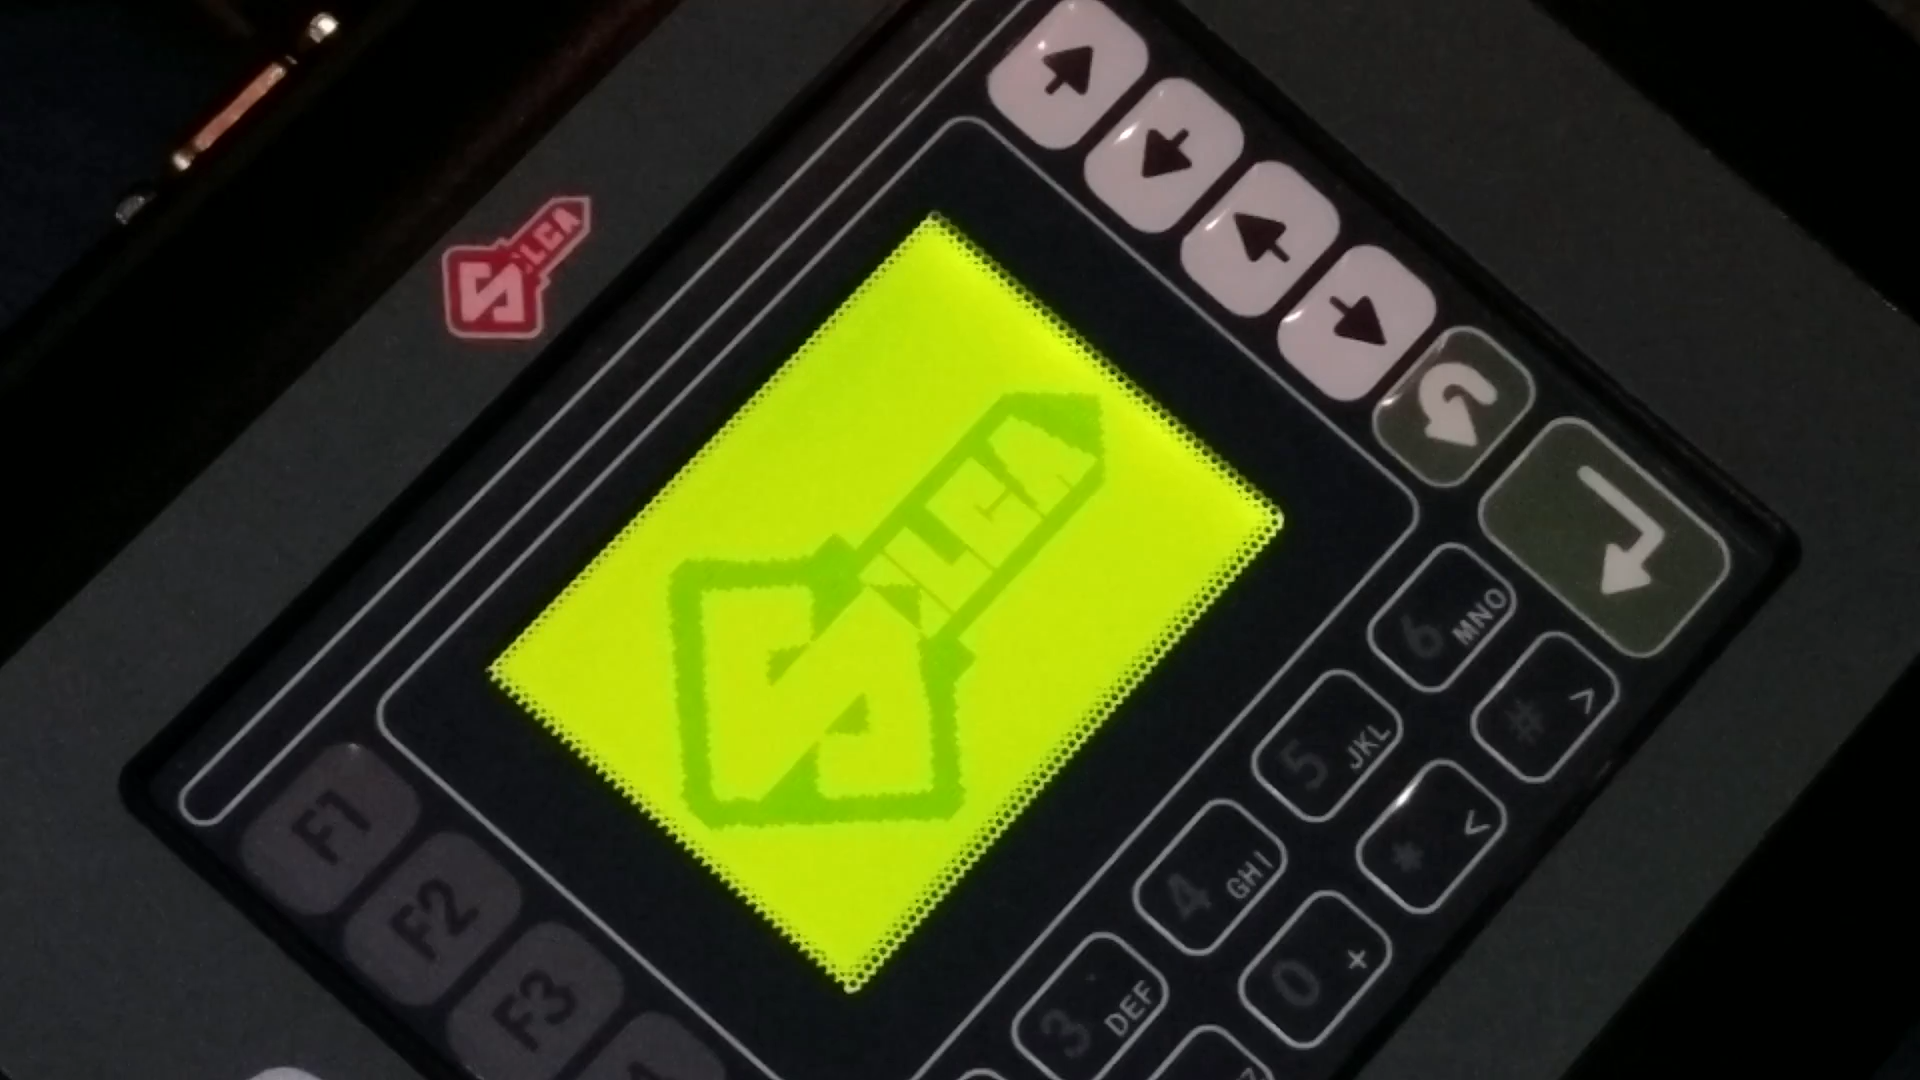 SILCA
SILCA
F1
F2
F3
3 DEF
4 GHI
5 JKL
6 MNO
0 +
* <
# >